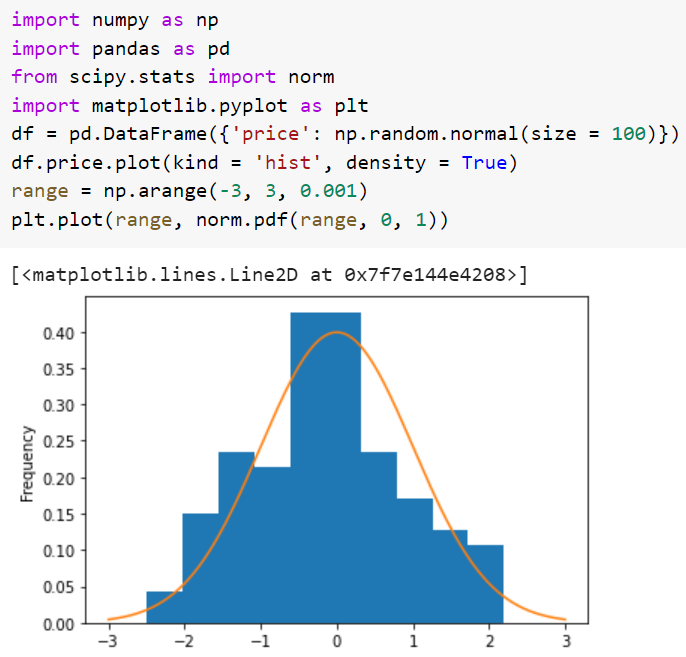 import numpy as np
import pandas as pd
from scipy.stats import norm
import matplotlib.pyplot as plt
df = pd.DataFrame({'price': np.random.normal(size = 100)})
df.price.plot(kind = 'hist', density = True)
range = np.arange(-3, 3, 0.001)
plt.plot(range, norm.pdf(range, 0, 1))
[<matplotlib.lines.Line2D at 0x7f7e144e4208>]
0.40
0.35
0.30
0.25
0.20
0.15
0.10
0.05
0.00
Frequency
−3 −2 −1 0 1 2 3